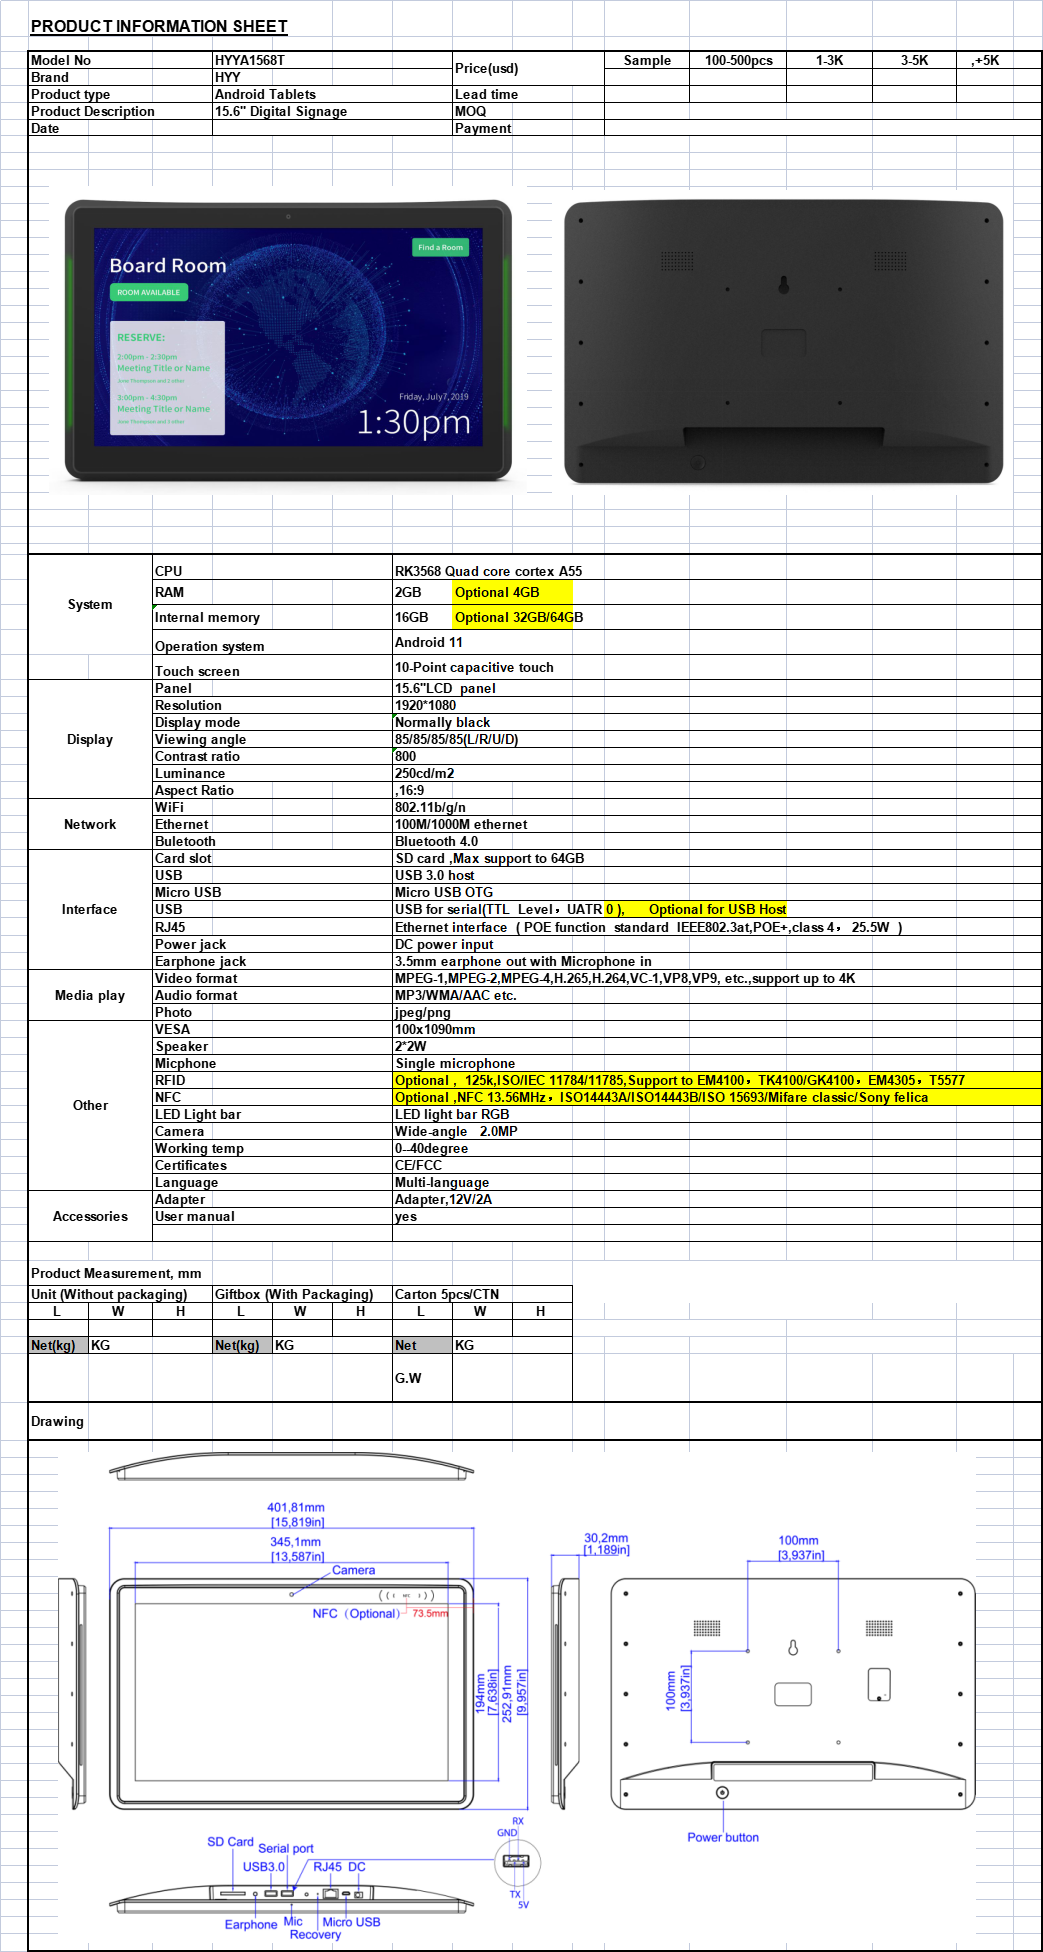 PRODUCT INFORMATION SHEET
Model No HYYA1568T Price(usd) Sample 100-500pcs 1-3K 3-5K ,+5K
Brand HYY
Product type Android Tablets Lead time
Product Description 15.6" Digital Signage MOQ
Date Payment
Find a Room
Board Room
ROOM AVAILABLE
RESERVE:
2:00pm - 2:30pm
Meeting Title or Name
Jane Thompson and 2 other
3:00pm - 4:30pm
Meeting Title or Name
Jane Thompson and 3 other
Friday, July7, 2019
1:30pm
System
CPU RK3568 Quad core cortex A55
RAM 2GB Optional 4GB
Internal memory 16GB Optional 32GB/64GB
Operation system Android 11
Touch screen 10-Point capacitive touch
Display
Panel 15.6"LCD panel
Resolution 1920*1080
Display mode Normally black
Viewing angle 85/85/85/85(L/R/U/D)
Contrast ratio 800
Luminance 250cd/m2
Aspect Ratio ,16:9
Network
WiFi 802.11b/g/n
Ethernet 100M/1000M ethernet
Buletooth Bluetooth 4.0
Interface
Card slot SD card ,Max support to 64GB
USB USB 3.0 host
Micro USB Micro USB OTG
USB USB for serial(TTL Level，UATR 0 ), Optional for USB Host
RJ45 Ethernet interface ( POE function standard IEEE802.3at,POE+,class 4， 25.5W )
Power jack DC power input
Earphone jack 3.5mm earphone out with Microphone in
Media play
Video format MPEG-1,MPEG-2,MPEG-4,H.265,H.264,VC-1,VP8,VP9, etc.,support up to 4K
Audio format MP3/WMA/AAC etc.
Photo jpeg/png
Other
VESA 100x1090mm
Speaker 2*2W
Micphone Single microphone
RFID Optional , 125k,ISO/IEC 11784/11785,Support to EM4100，TK4100/GK4100，EM4305，T5577
NFC Optional ,NFC 13.56MHz，ISO14443A/ISO14443B/ISO 15693/Mifare classic/Sony felica
LED Light bar LED light bar RGB
Camera Wide-angle 2.0MP
Working temp 0--40degree
Certificates CE/FCC
Language Multi-language
Accessories
Adapter Adapter,12V/2A
User manual yes
Product Measurement, mm
Unit (Without packaging) Giftbox (With Packaging) Carton 5pcs/CTN
L W H L W H L W H
Net(kg) KG Net(kg) KG Net KG
G.W
Drawing
401,81mm
[15,819in]
345,1mm
[13,587in]
Camera
NFC
NFC（Optional）
73.5mm
194mm
[7,638in]
252,91mm
[9,957in]
30,2mm
[1,189in]
100mm
[3,937in]
100mm
[3,937in]
Power button
SD Card
Serial port
USB3.0
RJ45 DC
RX
GND
TX
5V
Earphone
Mic
Micro USB
Recovery